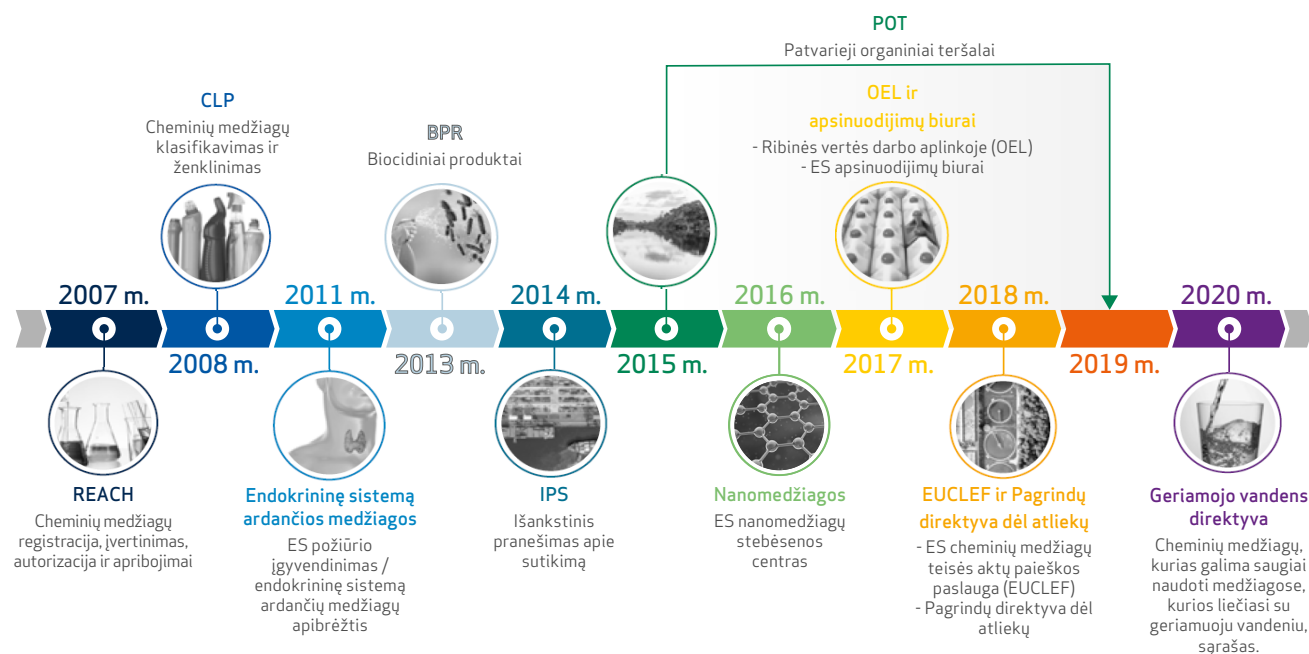 POT
Patvarieji organiniai teršalai
CLP
Cheminių medžiagų
klasifikavimas ir
ženklinimas
BPR
Biocidiniai produktai
OEL ir
apsinuodijimų biurai
- Ribinės vertės darbo aplinkoje (OEL)
- ES apsinuodijimų biurai
2007 m.
2008 m.
2011 m.
2013 m.
2014 m.
2015 m.
2016 m.
2017 m.
2018 m.
2019 m.
2020 m.
REACH
Cheminių medžiagų
registracija, įvertinimas,
autorizacija ir apribojimai
Endokrininę sistemą
ardančios medžiagos
ES požiūrio
įgyvendinimas /
endokrininę sistemą
ardančių medžiagų
apibrėžtis
IPS
Išankstinis
pranešimas apie
sutikimą
Nanomedžiagos
ES nanomedžiagų
stebėsenos
centras
EUCLEF ir Pagrindų
direktyva dėl atliekų
- ES cheminių medžiagų
teisės aktų paieškos
paslauga (EUCLEF)
- Pagrindų direktyva dėl
atliekų
Geriamojo vandens
direktyva
Cheminių medžiagų,
kurias galima saugiai
naudoti medžiagose,
kurios liečiasi su
geriamuoju vandeniu,
sąrašas.